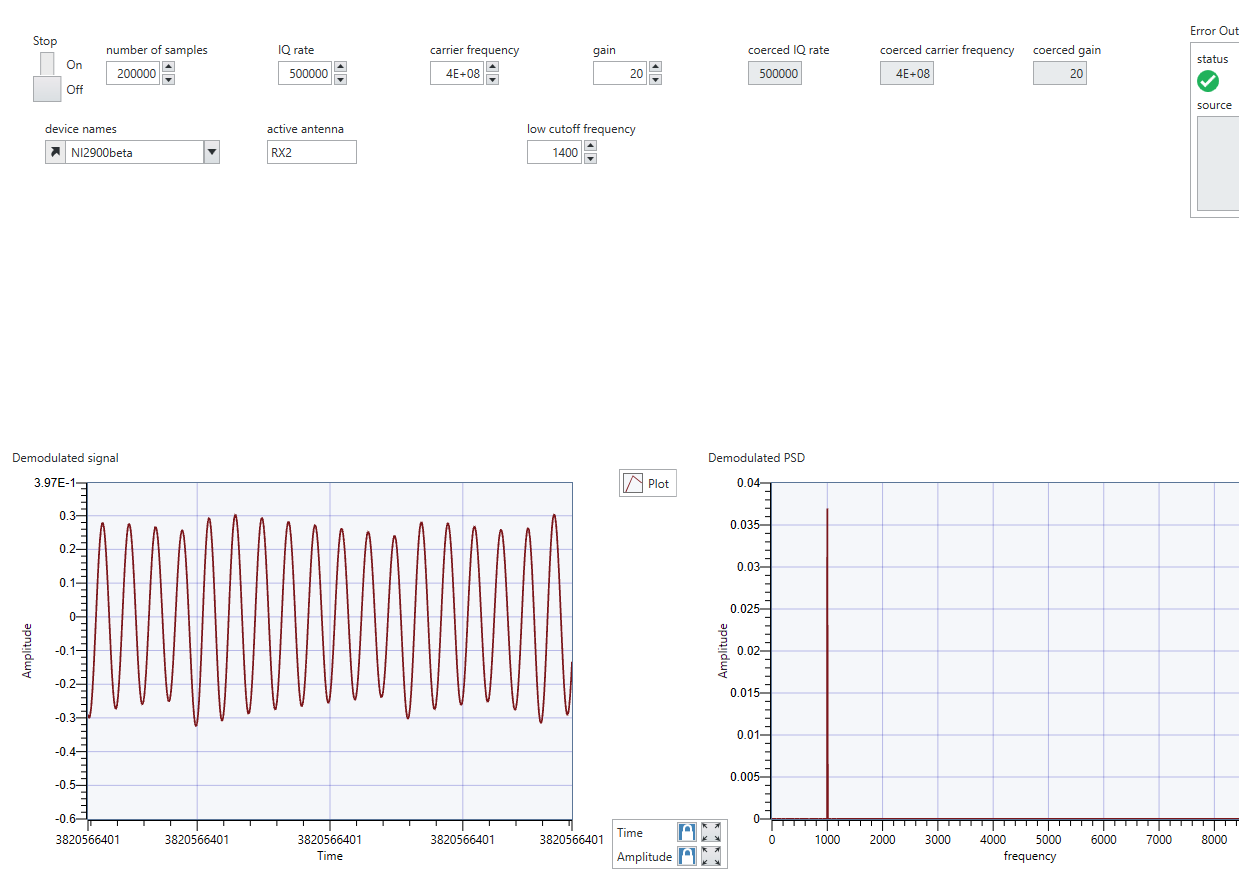 Error Out
Stop
number of samples
IQ rate
carrier frequency
gain
coerced IQ rate
coerced carrier frequency
coerced gain
status
On
200000
500000
4E+08
20
500000
4E+08
20
Off
source
device names
active antenna
low cutoff frequency
NI2900beta
RX2
1400
Demodulated signal
Plot
3.97E-1
0.3
0.2
0.1
0
-0.1
-0.2
-0.3
-0.4
-0.5
-0.6
Amplitude
3820566401 3820566401 3820566401 3820566401 3820566401
Time
Time
Amplitude
Demodulated PSD
0.04
0.035
0.03
0.025
0.02
0.015
0.01
0.005
0
Amplitude
0 1000 2000 3000 4000 5000 6000 7000 8000
frequency